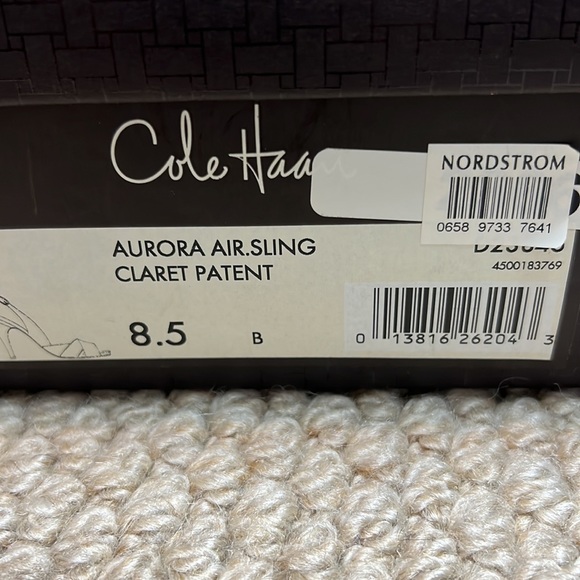 Cole Haan
NORDSTROM
0658 9733 7641
AURORA AIR.SLING
4500183769
CLARET PATENT
8.5 B
0 13816 26204 3